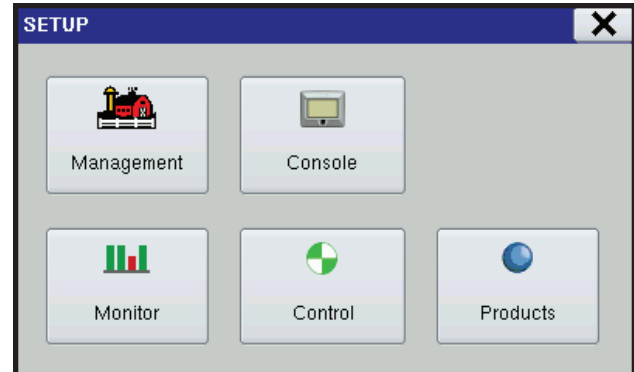 SETUP
Management
Console
Monitor
Control
Products